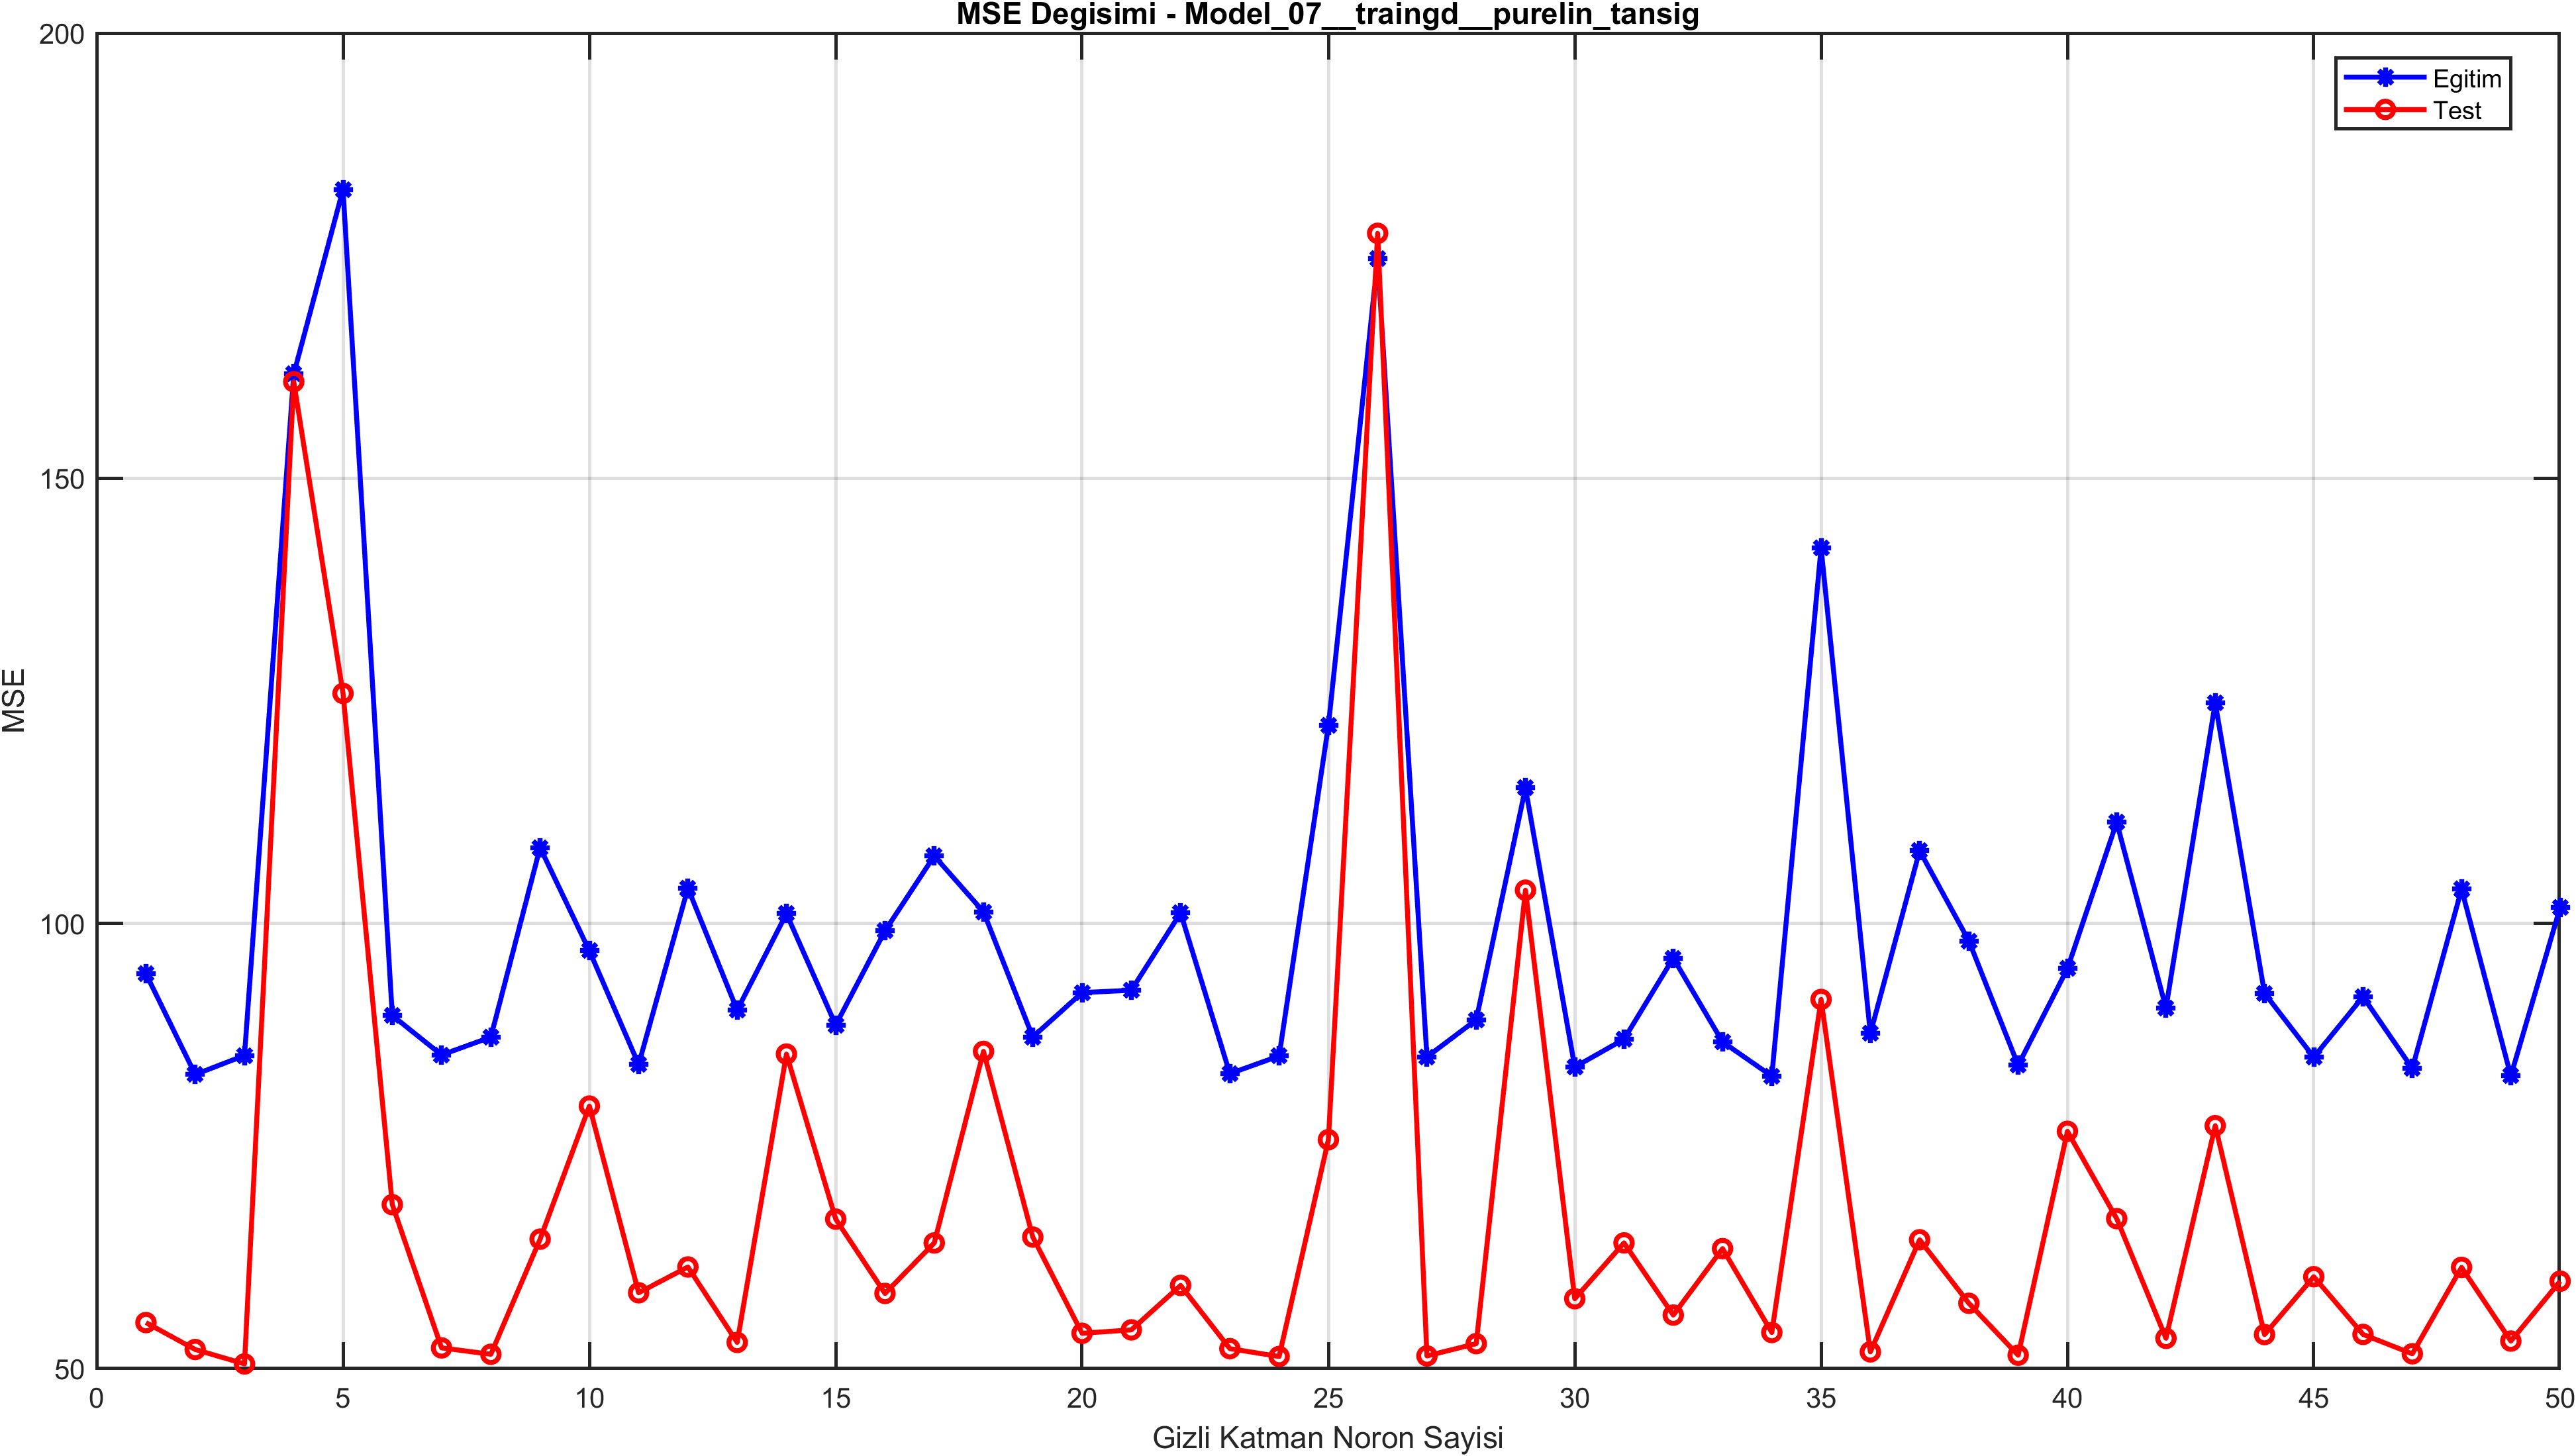 MSE Degisimi - Model_07__traingd__purelin_tansig
200
150
100
50
MSE
Egitim
Test
0 5 10 15 20 25 30 35 40 45 50
Gizli Katman Noron Sayisi